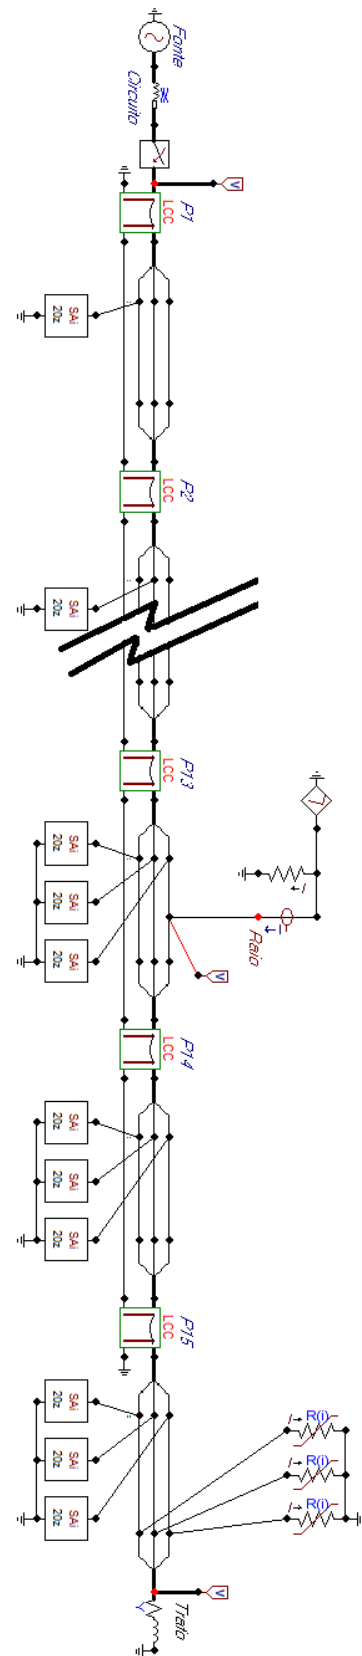 Fonte
Circuito
V
P1
LCC
SAi
20z
P2
LCC
SAi
20z
P13
LCC
I
I
Raio
V
SAi
20z
SAi
20z
SAi
20z
P14
LCC
SAi
20z
SAi
20z
SAi
20z
P15
LCC
I
R(i)
I
R(i)
I
R(i)
SAi
20z
SAi
20z
SAi
20z
V
Y
Trafo